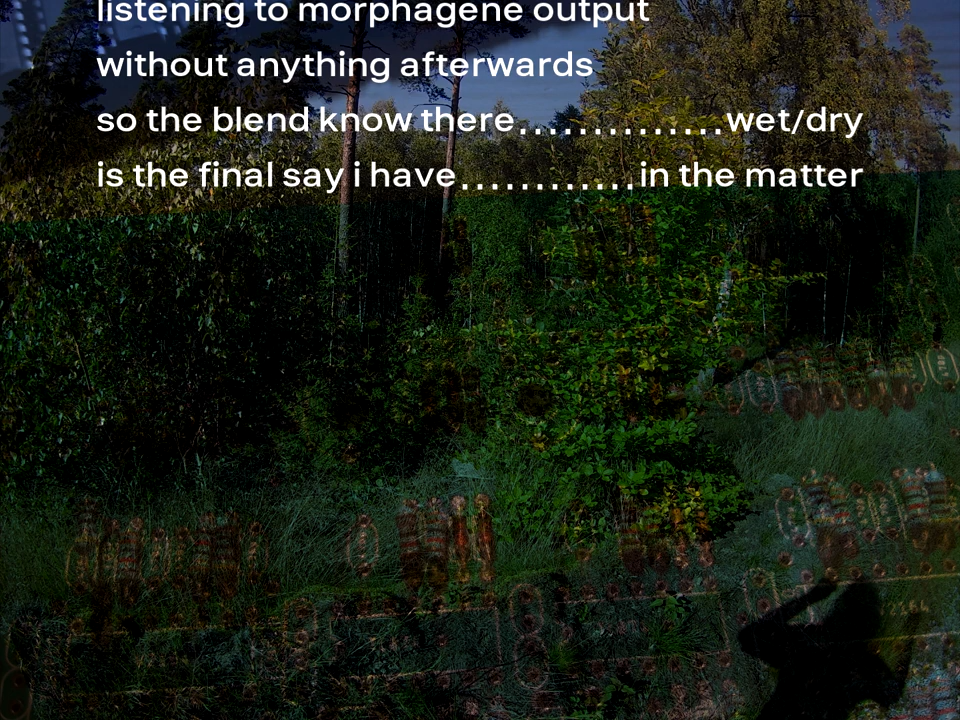 listening to morphagene output
without anything afterwards
so the blend know there..............wet/dry
is the final say i have............in the matter